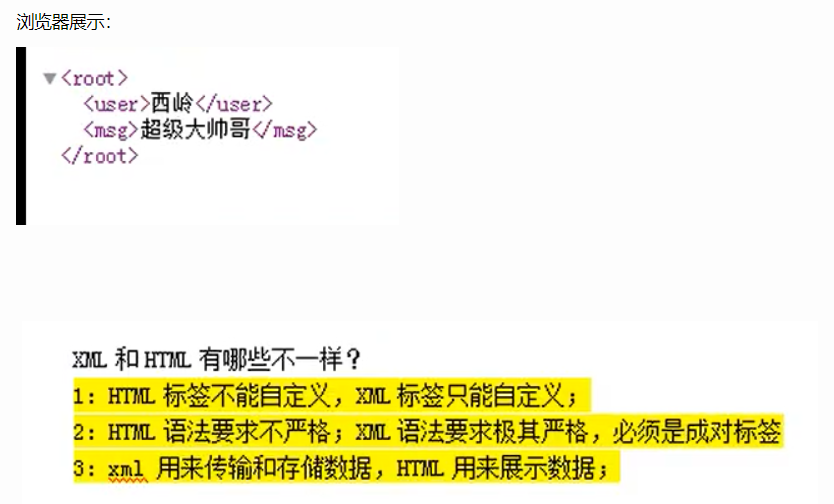 浏览器展示：
▼<root>
<user>西岭</user>
<msg>超级大帅哥</msg>
</root>
XML 和 HTML 有哪些不一样？
1：HTML 标签不能自定义，XML 标签只能自定义；
2：HTML 语法要求不严格；XML 语法要求极其严格，必须是成对标签
3：xml 用来传输和存储数据，HTML 用来展示数据；